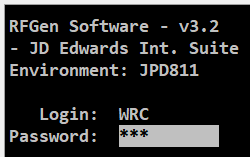 RFGen Software - v3.2
- JD Edwards Int. Suite
Environment: JPD811
Login: WRC
Password: ***